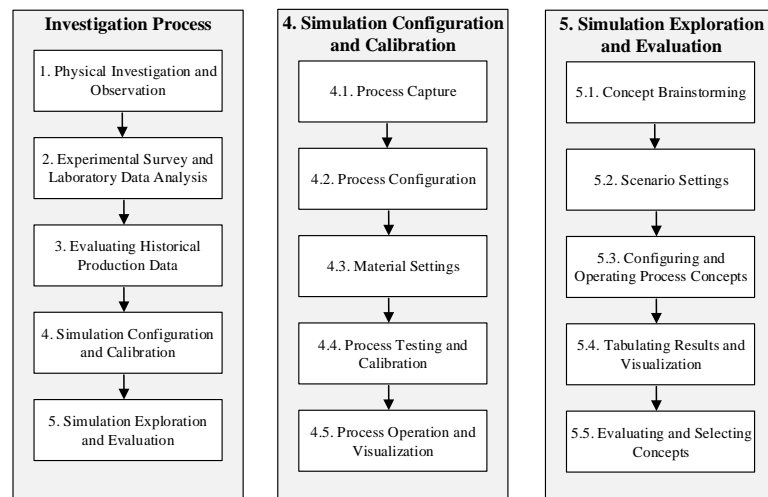 Investigation Process
1. Physical Investigation and
Observation
2. Experimental Survey and
Laboratory Data Analysis
3. Evaluating Historical
Production Data
4. Simulation Configuration
and Calibration
5. Simulation Exploration
and Evaluation
4. Simulation Configuration
and Calibration
4.1. Process Capture
4.2. Process Configuration
4.3. Material Settings
4.4. Process Testing and
Calibration
4.5. Process Operation and
Visualization
5. Simulation Exploration
and Evaluation
5.1. Concept Brainstorming
5.2. Scenario Settings
5.3. Configuring and
Operating Process Concepts
5.4. Tabulating Results and
Visualization
5.5. Evaluating and Selecting
Concepts